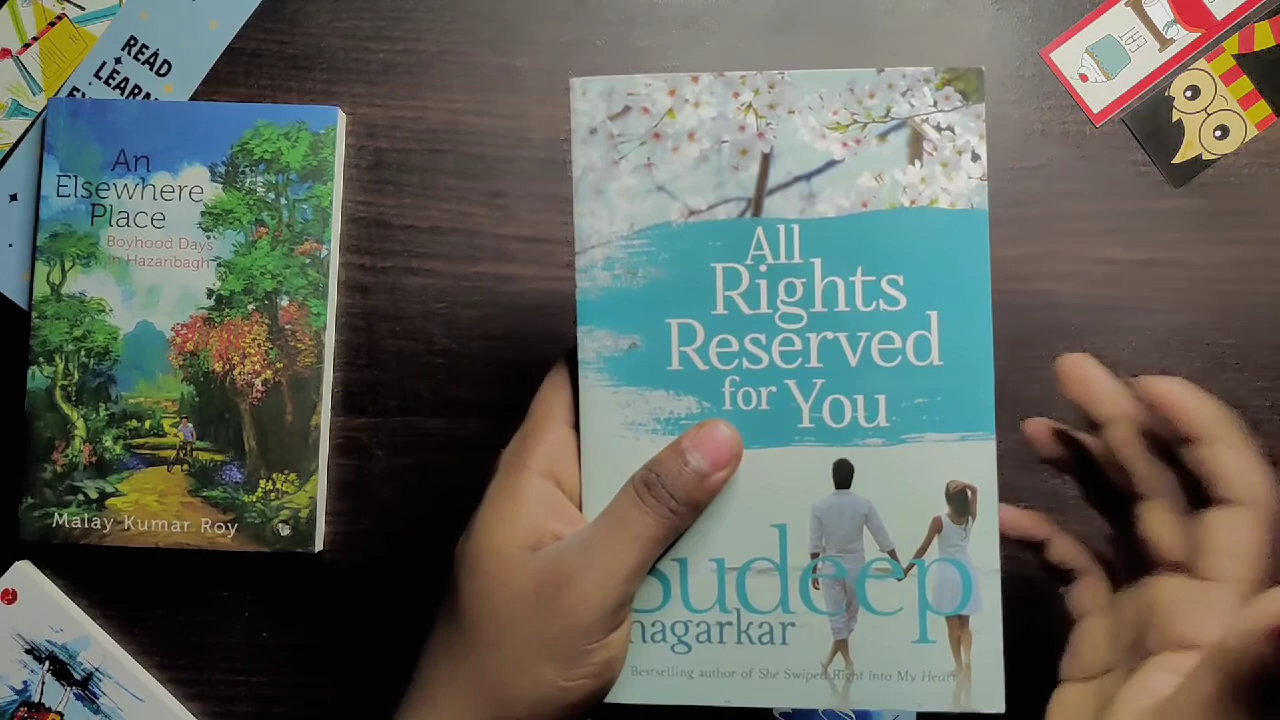 READ
LEARN
An
Elsewhere
Place
Boyhood Days
in Hazaribagh
Malay Kumar Roy
All
Rights
Reserved
for You
Sudeep
nagarkar
Bestselling author of She Swiped Right into My Heart